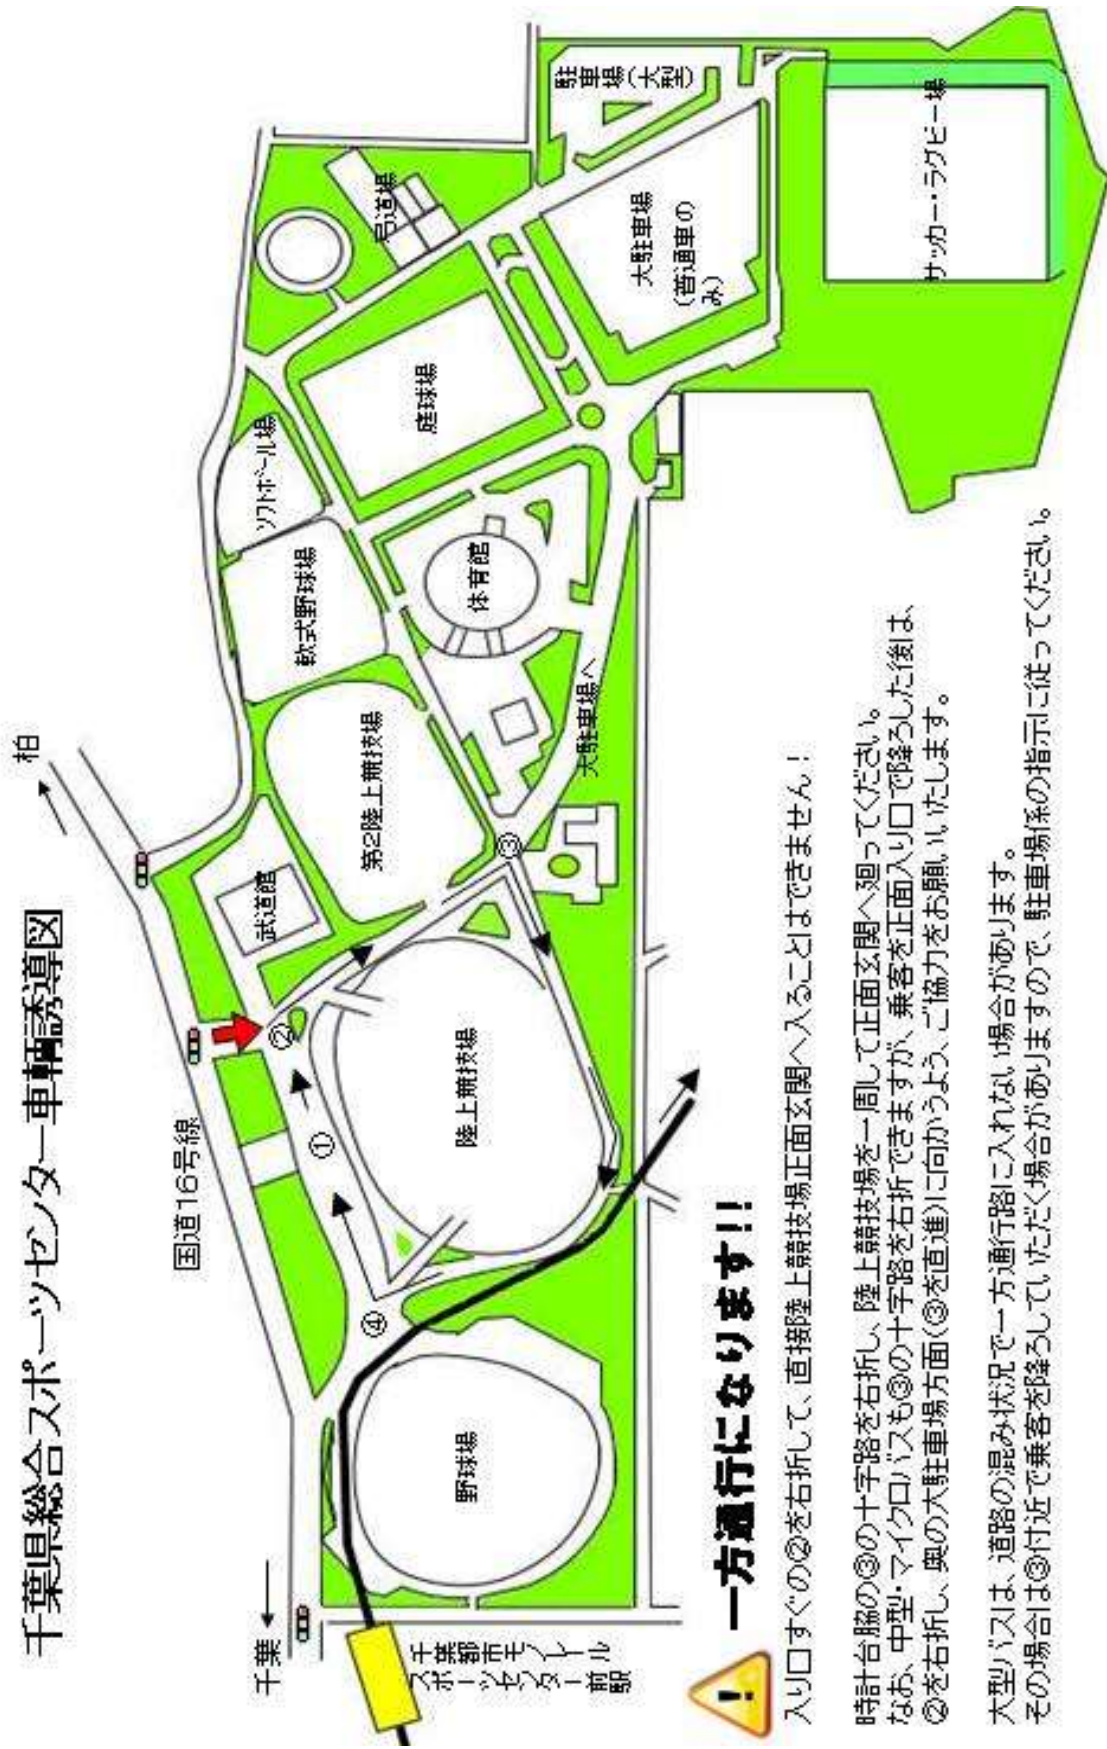 千葉県総合スポーツセンター車輌誘導図
柏
国道16号線
千葉
千葉都市モノレール
スポーツセンター前駅
野球場
④
①
②
陸上競技場
武道館
第2陸上競技場
③
大駐車場へ
軟式野球場
体育館
ソフトボール場
庭球場
弓道場
駐車場(大型)
大駐車場
(普通車の
み)
サッカー・ラグビー場
一方通行になります!!
入り口すぐの②を右折して、直接陸上競技場正面玄関へ入ることはできません!
時計台脇の③の十字路を右折し、陸上競技場を一周して正面玄関へ廻ってください。
なお、中型・マイクロバスも③の十字路を右折できますが、乗客を正面入り口で降ろした後は、
②を右折し、奥の大駐車場方面(③を直進)に向かうよう、ご協力をお願いいたします。
大型バスは、道路の混み状況で一方通行路に入れない場合があります。
その場合は③付近で乗客を降ろしていただく場合がありますので、駐車場係の指示に従ってください。